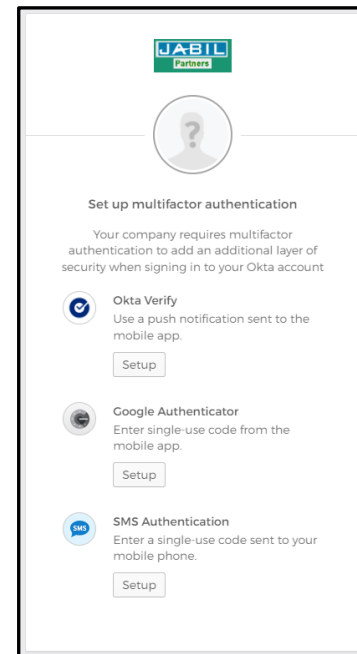 JABIL
Partners
?
Set up multifactor authentication
Your company requires multifactor
authentication to add an additional layer of
security when signing in to your Okta account
Okta Verify
Use a push notification sent to the
mobile app.
Setup
Google Authenticator
Enter single-use code from the
mobile app.
Setup
SMS
SMS Authentication
Enter a single-use code sent to your
mobile phone.
Setup